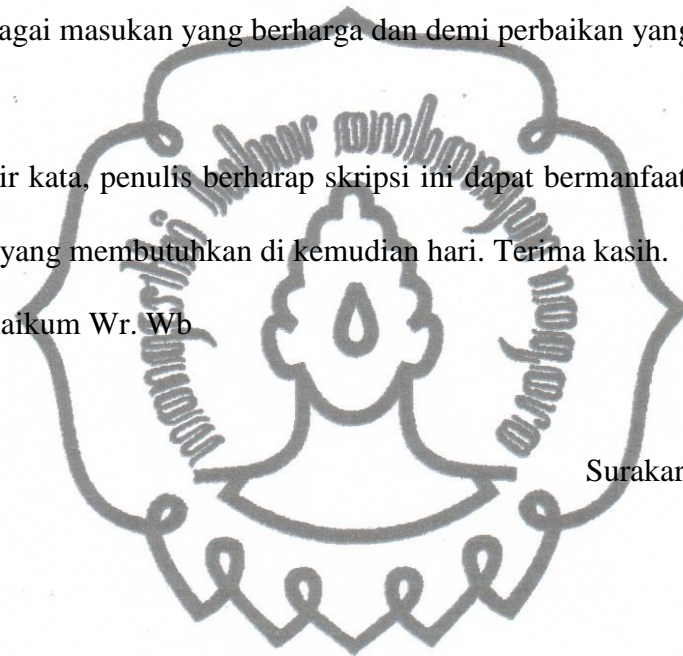 agai masukan yang berharga dan demi perbaikan yang
ir kata, penulis berharap skripsi ini dapat bermanfaat
yang membutuhkan di kemudian hari. Terima kasih.
aikum Wr. Wb
Surakar